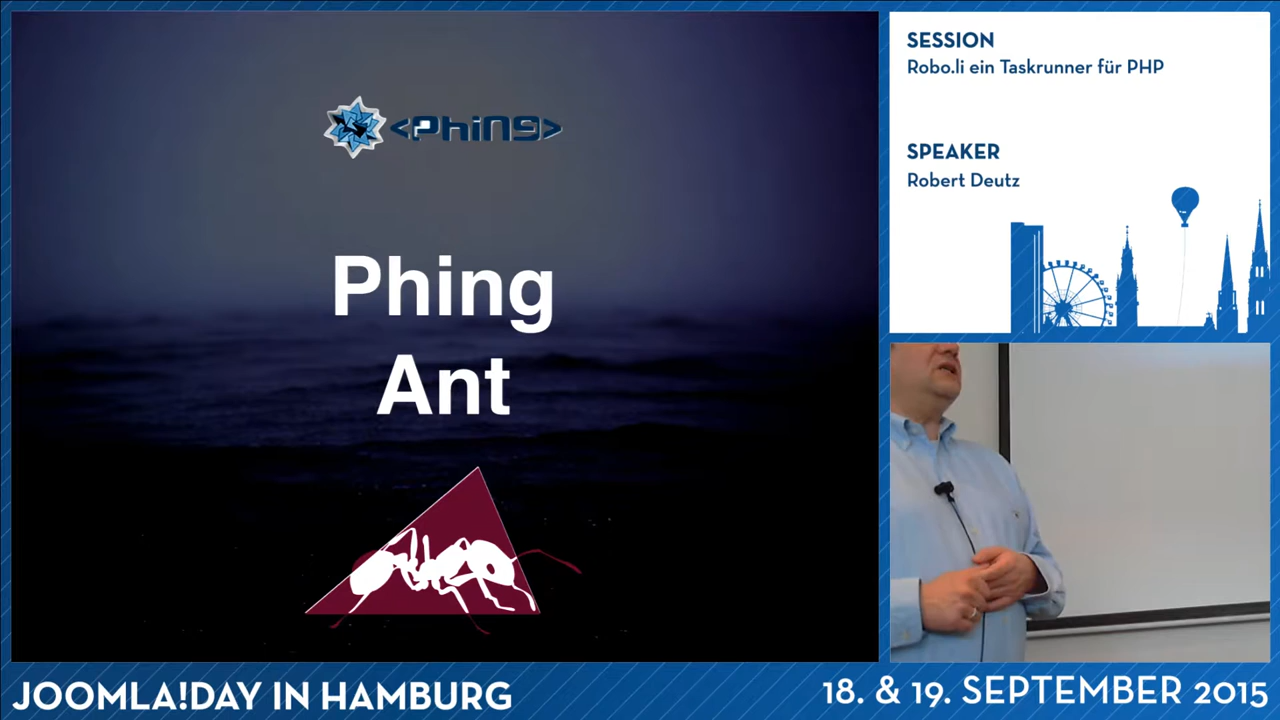 <Phing>
Phing
Ant
SESSION
Robo.li ein Taskrunner für PHP
SPEAKER
Robert Deutz
JOOMLA!DAY IN HAMBURG
18. & 19. SEPTEMBER 2015